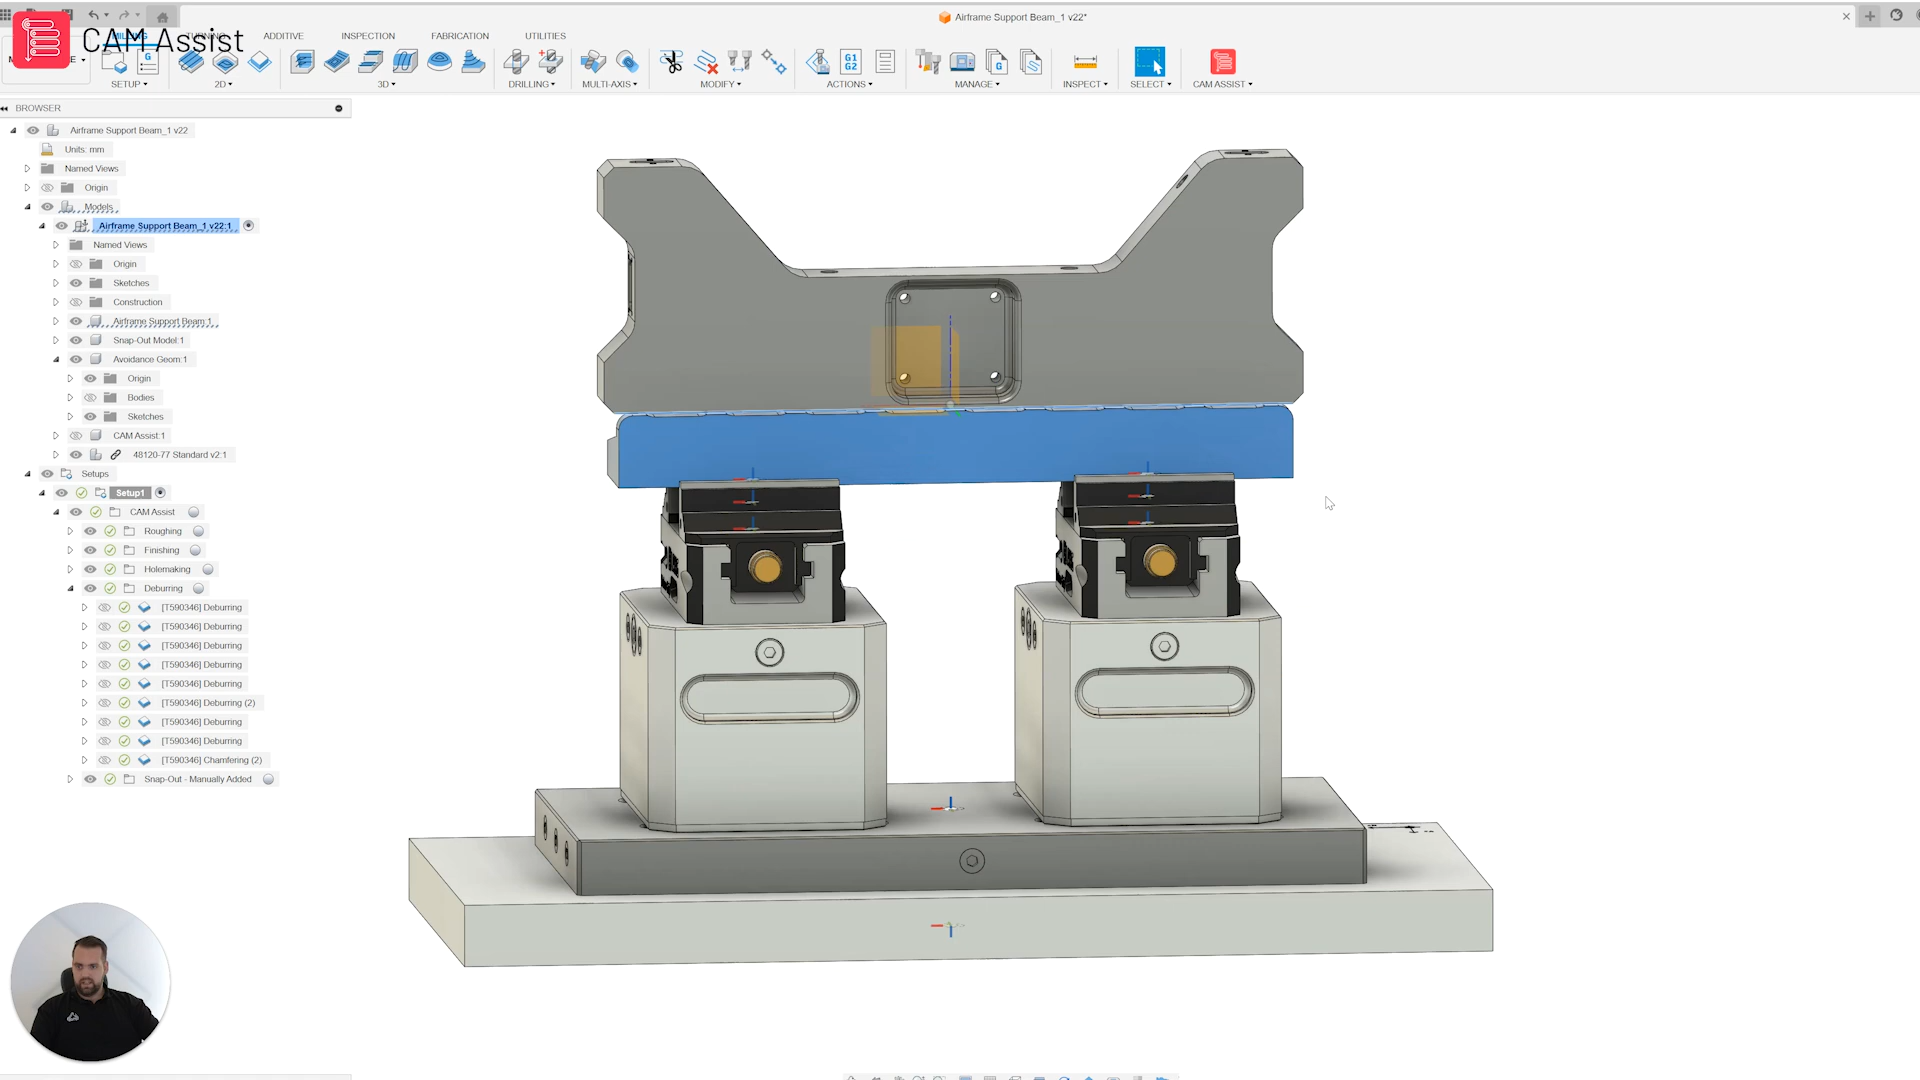 Airframe Support Beam_1 v22*
CAM Assist
MILLING
TURNING
ADDITIVE
INSPECTION
FABRICATION
UTILITIES
G1
G2
SETUP
2D
3D
DRILLING
MULTI-AXIS
MODIFY
ACTIONS
MANAGE
INSPECT
SELECT
CAM ASSIST
BROWSER
Airframe Support Beam_1 v22
Units: mm
Named Views
Origin
Models
Airframe Support Beam_1 v22:1
Named Views
Origin
Sketches
Construction
Airframe Support Beam:1
Snap-Out Model:1
Avoidance Geom:1
Origin
Bodies
Sketches
CAM Assist:1
48120-77 Standard v2:1
Setups
Setup1
CAM Assist
Roughing
Finishing
Holemaking
Deburring
[T590346] Deburring
[T590346] Deburring
[T590346] Deburring
[T590346] Deburring
[T590346] Deburring
[T590346] Deburring (2)
[T590346] Deburring
[T590346] Deburring
[T590346] Chamfering (2)
Snap-Out - Manually Added